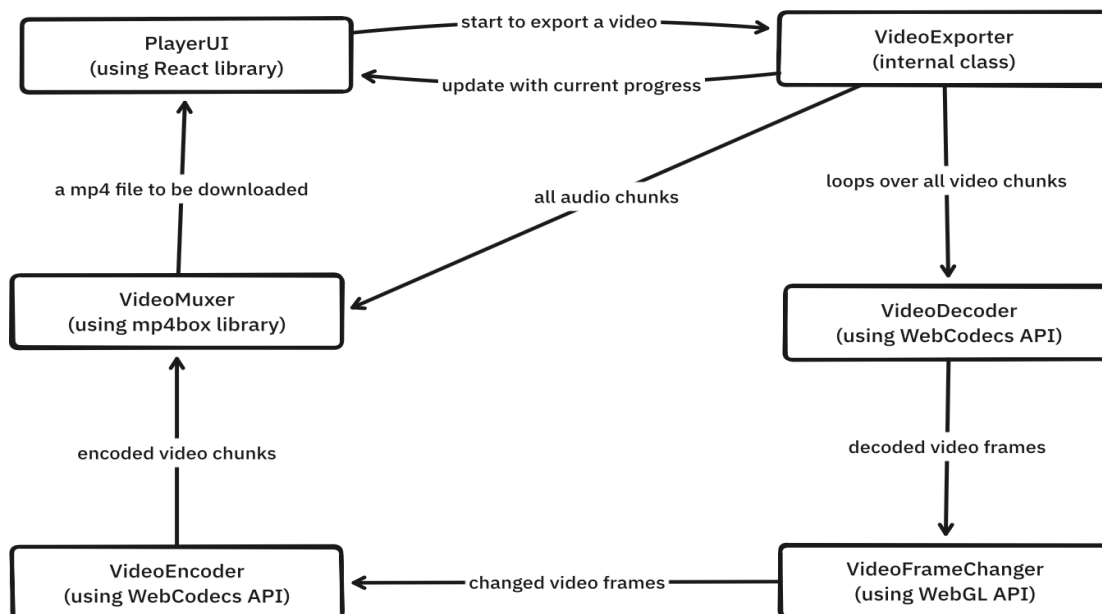 PlayerUI
(using React library)
start to export a video
VideoExporter
(internal class)
update with current progress
a mp4 file to be downloaded
all audio chunks
loops over all video chunks
VideoMuxer
(using mp4box library)
VideoDecoder
(using WebCodecs API)
encoded video chunks
decoded video frames
VideoEncoder
(using WebCodecs API)
changed video frames
VideoFrameChanger
(using WebGL API)